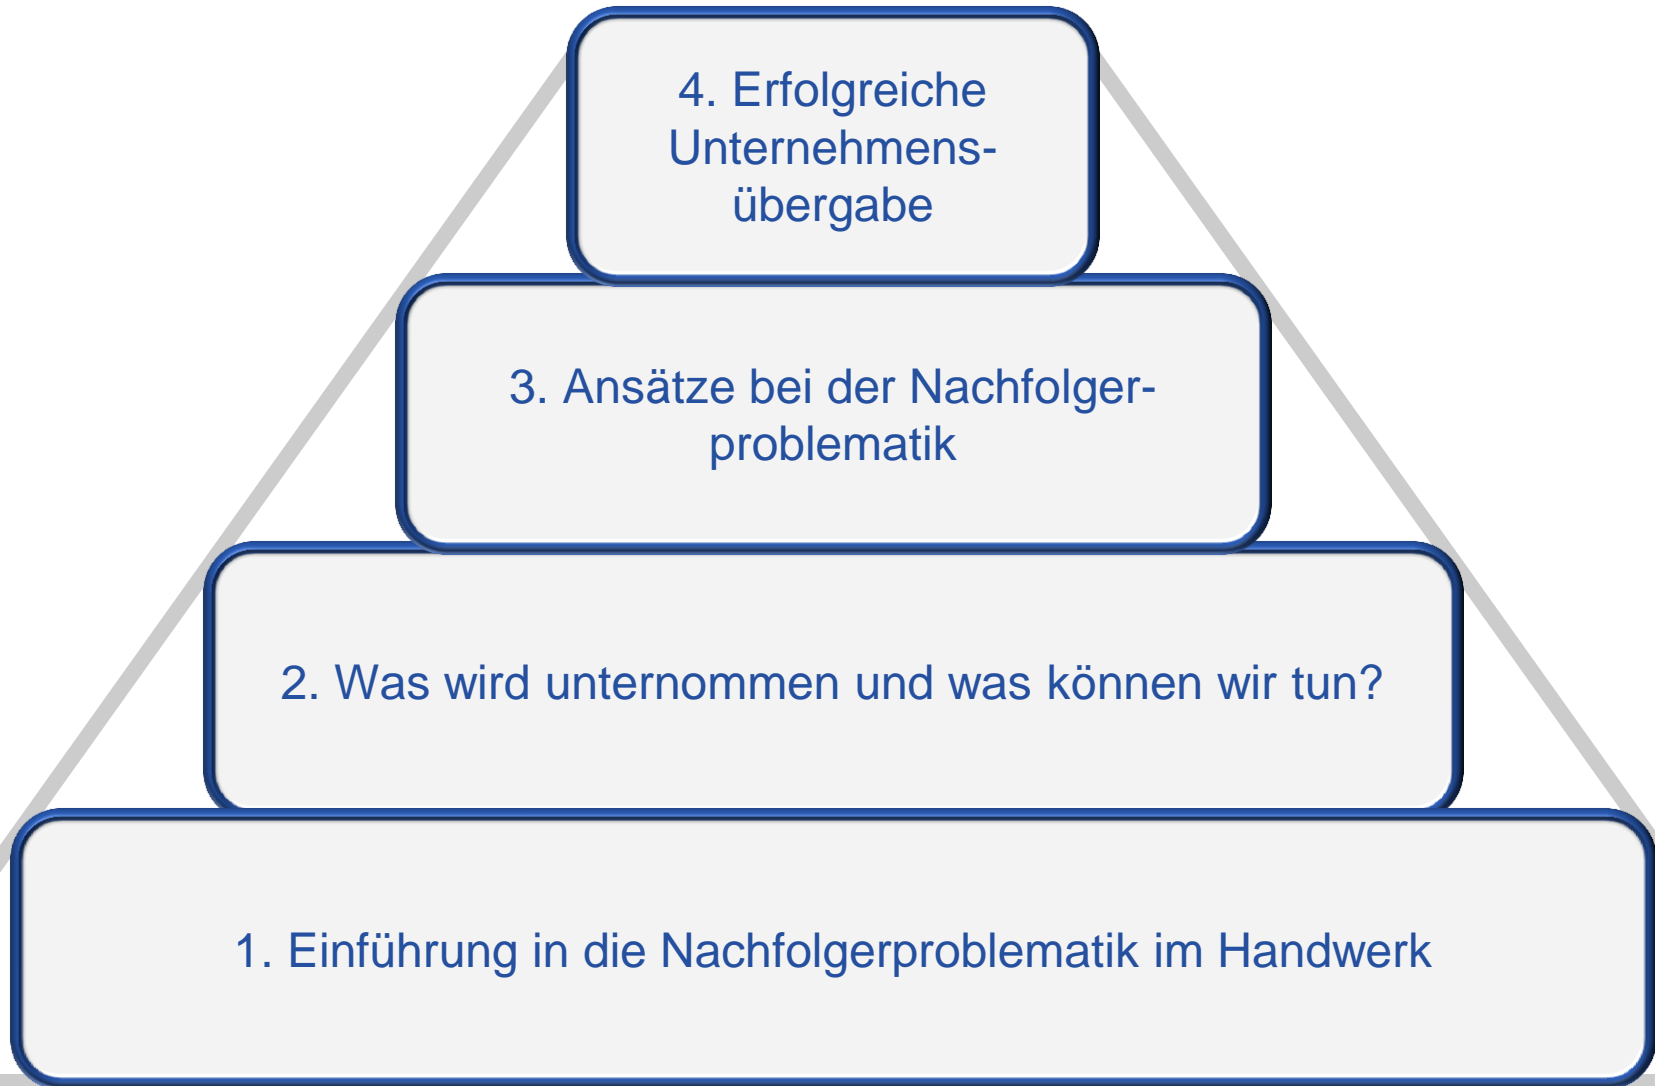 4. Erfolgreiche
Unternehmens-
übergabe
3. Ansätze bei der Nachfolger-
problematik
2. Was wird unternommen und was können wir tun?
1. Einführung in die Nachfolgerproblematik im Handwerk